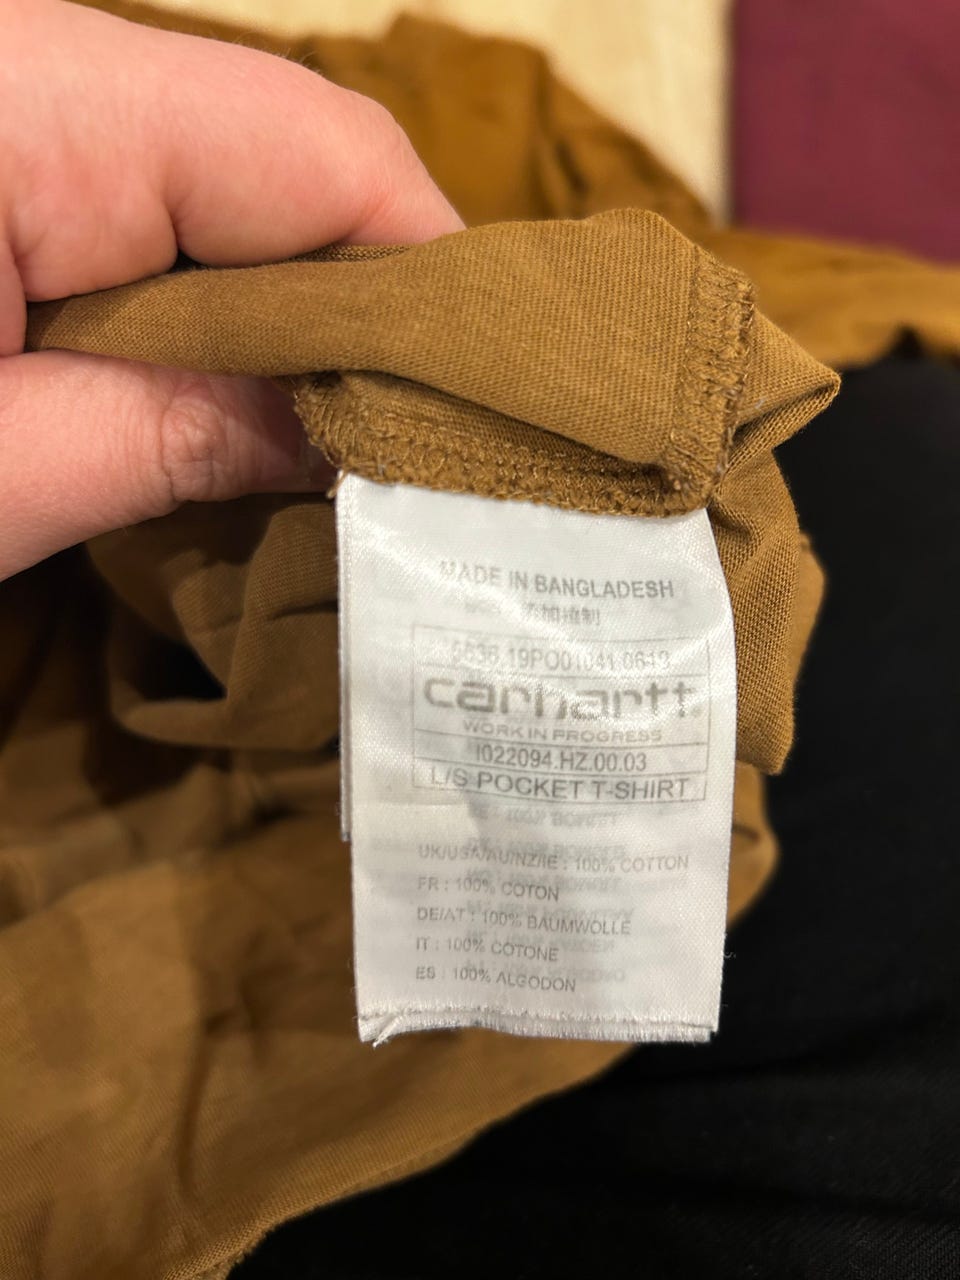 MADE IN BANGLADESH
carhartt
WORK IN PROGRESS
I022094.HZ.00.03
L/S POCKET T-SHIRT
UK/USA/AU/NZ/IE : 100% COTTON
FR : 100% COTON
DE/AT : 100% BAUMWOLLE
IT : 100% COTONE
ES : 100% ALGODON